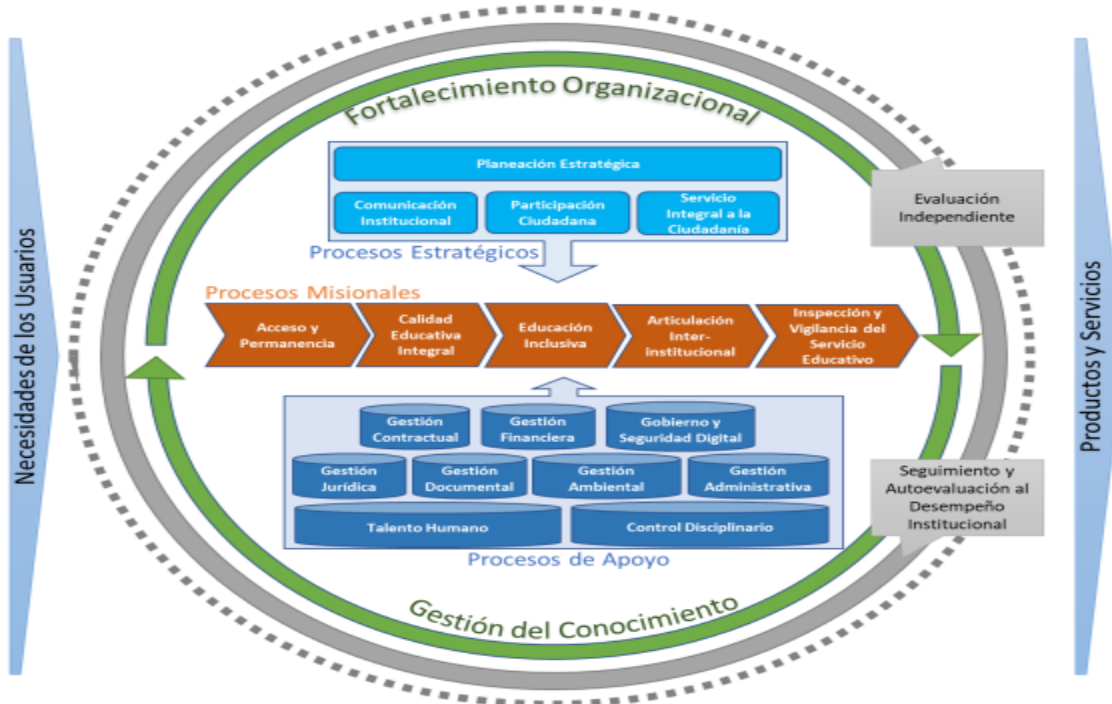 Necesidades de los Usuarios
Fortalecimiento Organizacional
Planeación Estratégica
Comunicación
Institucional
Participación
Ciudadana
Servicio
Integral a la
Ciudadanía
Procesos Estratégicos
Evaluación
Independiente
Procesos Misionales
Acceso y
Permanencia
Calidad
Educativa
Integral
Educación
Inclusiva
Articulación
Inter-
institucional
Inspección y
Vigilancia del
Servicio
Educativo
Gestión
Contractual
Gestión
Financiera
Gobierno y
Seguridad Digital
Gestión
Jurídica
Gestión
Documental
Gestión
Ambiental
Gestión
Administrativa
Talento Humano
Control Disciplinario
Procesos de Apoyo
Seguimiento y
Autoevaluación al
Desempeño
Institucional
Gestión del Conocimiento
Productos y Servicios